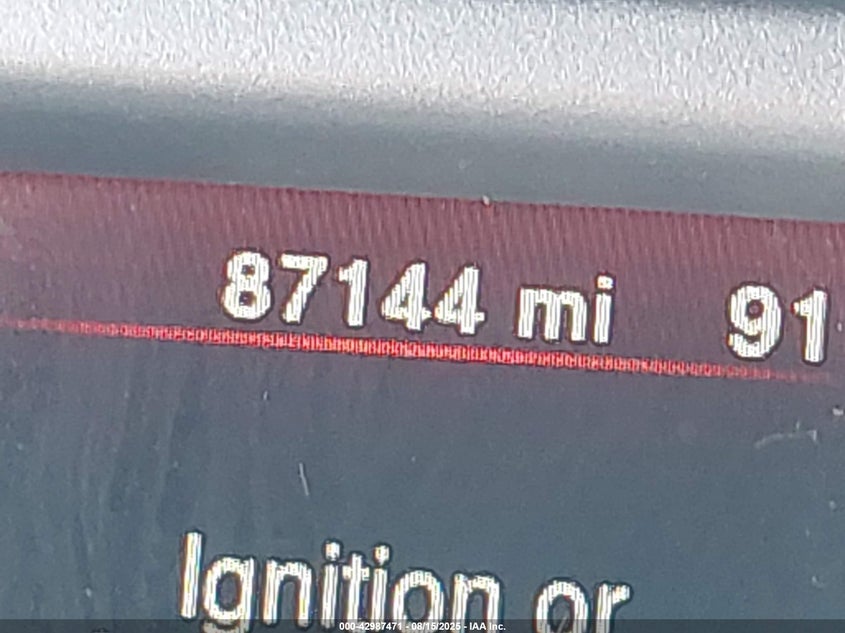 87144 mi 91
Ignition or
000-42987471 - 08/15/2025 - IAA Inc.